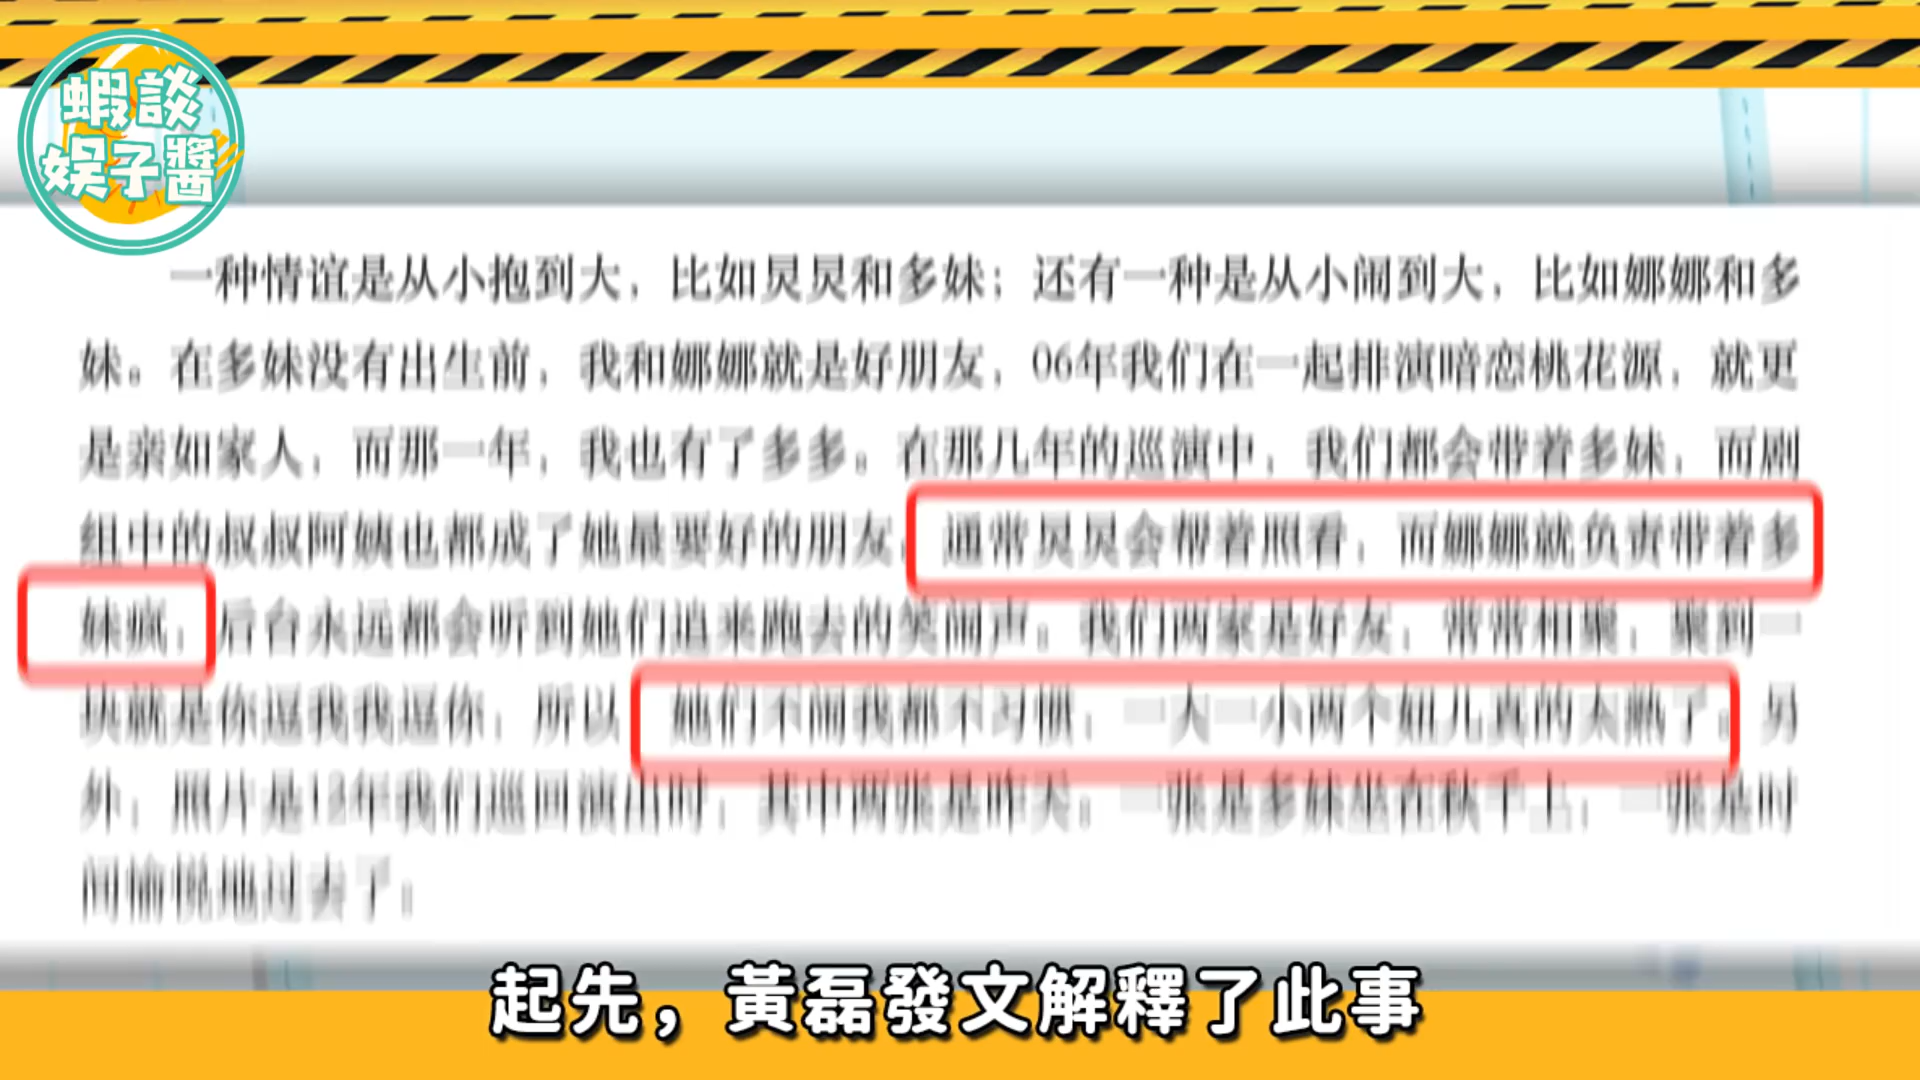 蝦談
娱子醬
一种情谊是从小抱到大，比如炅炅和多妹；还有一种是从小闹到大，比如娜娜和多
妹。在多妹没有出生前，我和娜娜就是好朋友，06年我们在一起排演暗恋桃花源，就更
是亲如家人，而那一年，我也有了多多。在那几年的巡演中，我们都会带着多妹，而剧
组中的叔叔阿姨也都成了她最要好的朋友，通常炅炅会帮着照看，而娜娜就负责带着多
妹疯，后台永远都会听到她们追来跑去的笑闹声。我们两家是好友，常常相聚，聚到一
块就是你逗我我逗你，所以，她们不闹我都不习惯，一大一小两个妞儿真的太熟了。另
外，照片是13年我们巡回演出时，其中两张是昨天。一张是多妹坐在秋千上，一张是时
间愉悦地过去了。
起先，黃磊發文解釋了此事